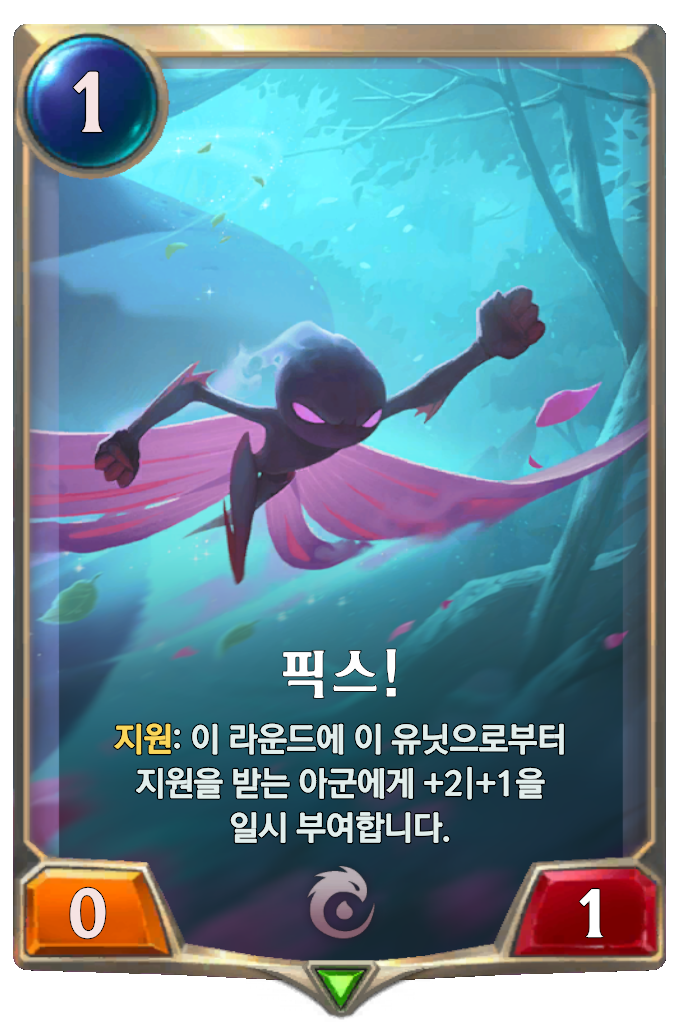 1
픽스!
지원: 이 라운드에 이 유닛으로부터
지원을 받는 아군에게 +2|+1을
일시 부여합니다.
0
1